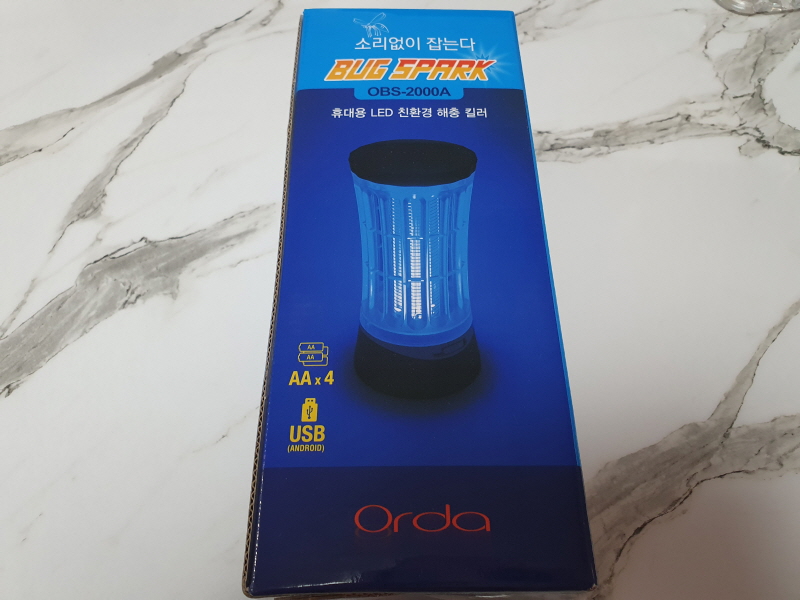 소리없이 잡는다
BUG SPARK
OBS-2000A
휴대용 LED 친환경 해충 킬러
AA
AA
AA x 4
USB
(ANDROID)
Orda